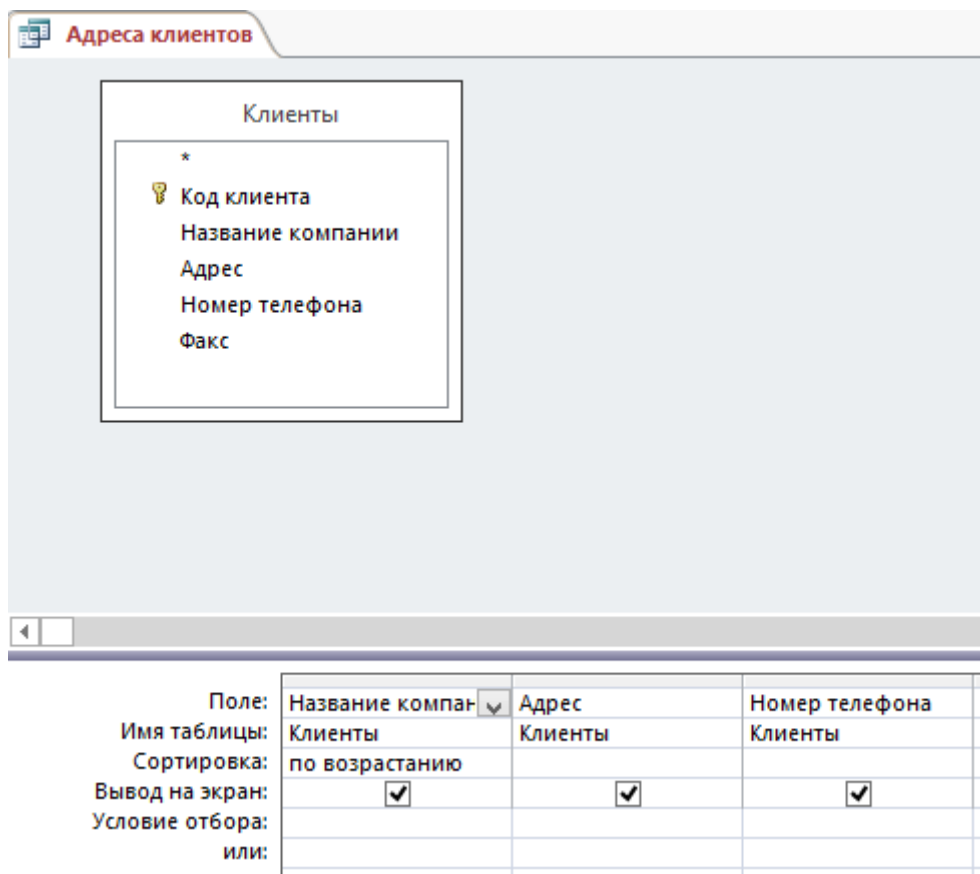 Адреса клиентов
Клиенты
*
Код клиента
Название компании
Адрес
Номер телефона
Факс
Поле: Название компан Адрес Номер телефона
Имя таблицы: Клиенты Клиенты Клиенты
Сортировка: по возрастанию
Вывод на экран:
Условие отбора:
или: